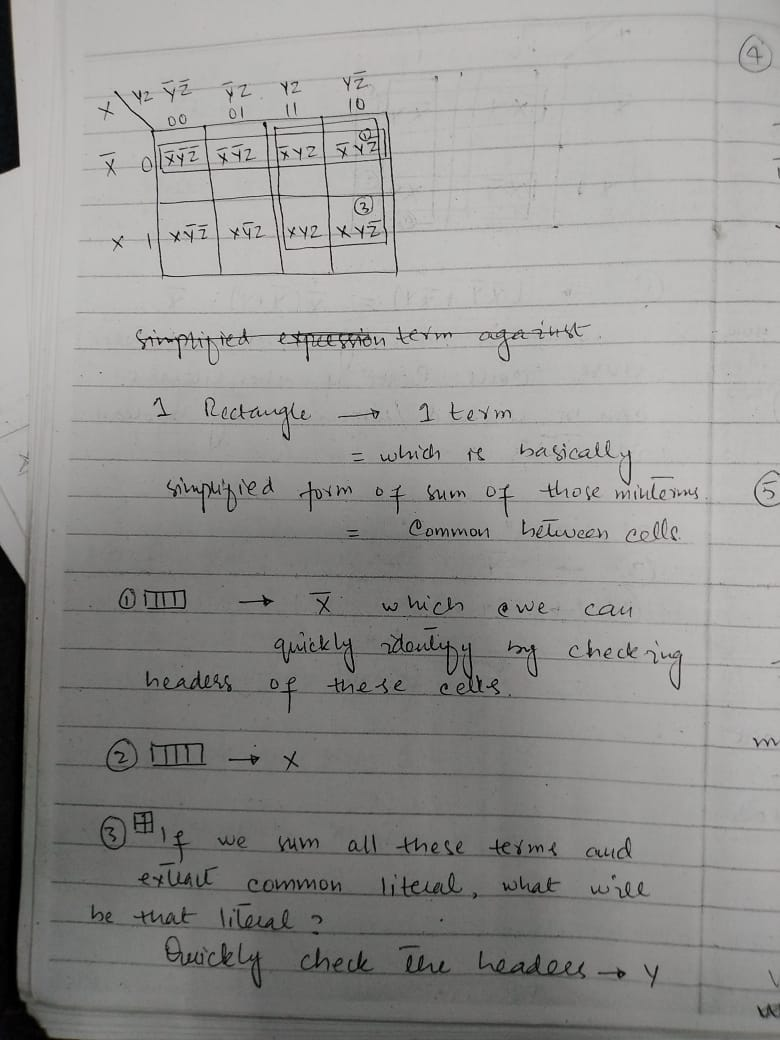 ④
X YZ ȲZ̄ ȲZ YZ YZ̄
00 01 11 10
X̄ 0 X̄ȲZ̄ X̄ȲZ X̄YZ X̄YZ̄ ①
③
X 1 XȲZ̄ XȲZ XYZ XYZ̄
simplified expression term against.
1 Rectangle → 1 term
= which is basically
simplified form of sum of those minterms.
⑤
= Common between cells.
① → X̄ which we can
quickly identify by checking
headers of these cells.
② → X
m
③ If we sum all these terms and
extract common literal, what will
be that literal?
Quickly check the headers → Y